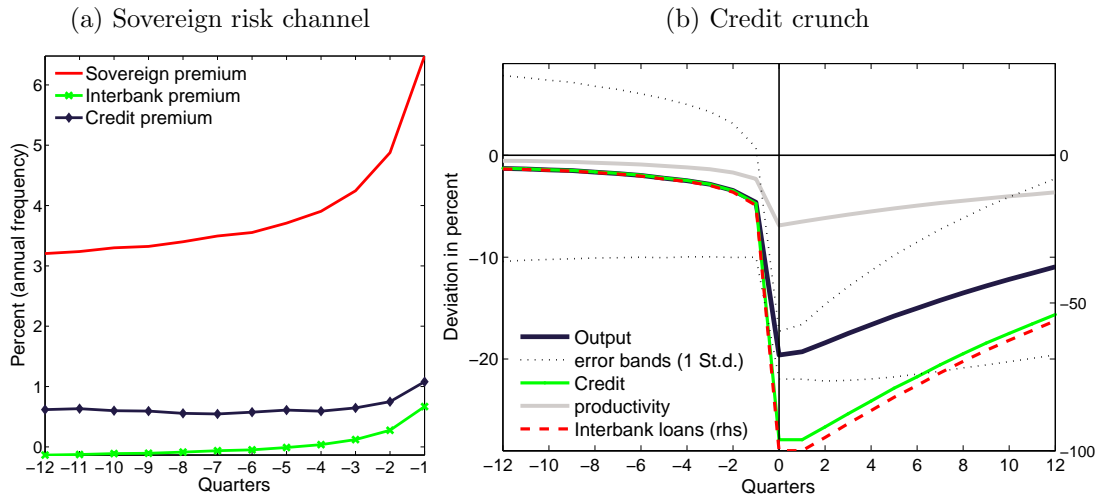 (a) Sovereign risk channel
Percent (annual frequency)
6
5
4
3
2
1
0
Sovereign premium
Interbank premium
Credit premium
−12 −11 −10 −9 −8 −7 −6 −5 −4 −3 −2 −1
Quarters
(b) Credit crunch
Deviation in percent
0
−10
−20
Output
error bands (1 St.d.)
Credit
productivity
Interbank loans (rhs)
0
−50
−100
−12 −10 −8 −6 −4 −2 0 2 4 6 8 10 12
Quarters